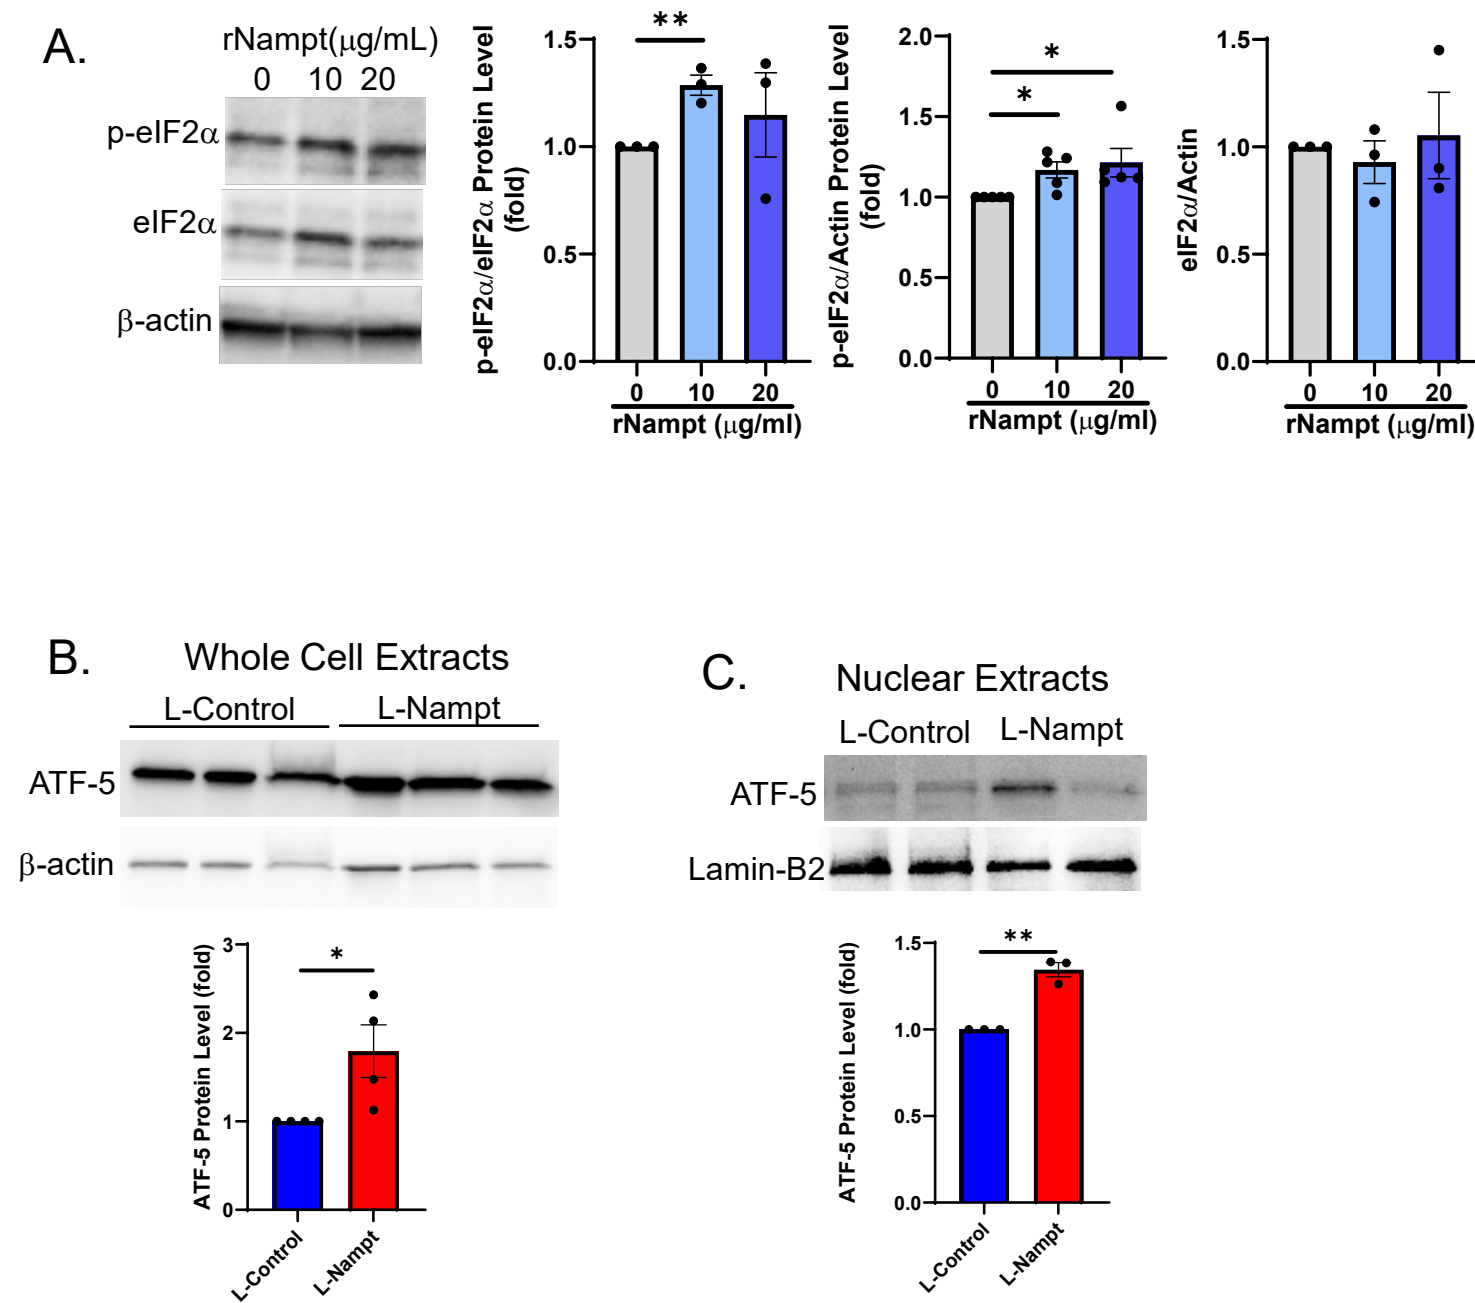 A.
rNampt(μg/mL)
0 10 20
p-eIF2α
eIF2α
β-actin
p-eIF2α/eIF2α Protein Level
(fold)
1.5
1.0
0.5
0.0
**
0 10 20
rNampt (μg/ml)
p-eIF2α/Actin Protein Level
(fold)
2.0
1.5
1.0
0.5
0.0
*
*
0 10 20
rNampt (μg/ml)
eIF2α/Actin
1.5
1.0
0.5
0.0
0 10 20
rNampt (μg/ml)
B.
Whole Cell Extracts
L-Control L-Nampt
ATF-5
β-actin
ATF-5 Protein Level (fold)
3
2
1
0
*
L-Control
L-Nampt
C.
Nuclear Extracts
L-Control L-Nampt
ATF-5
Lamin-B2
ATF-5 Protein Level (fold)
1.5
1.0
0.5
0.0
**
L-Control
L-Nampt